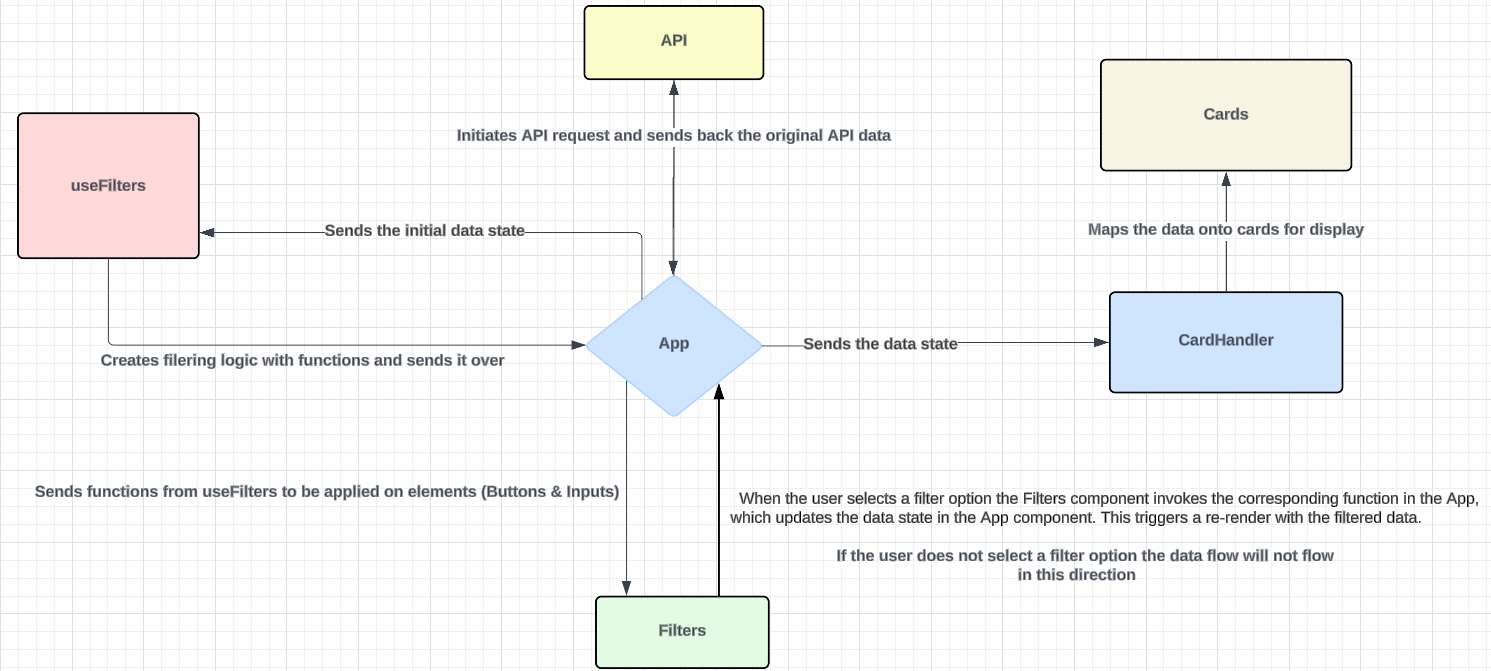 API
Cards
Initiates API request and sends back the original API data
useFilters
Sends the initial data state
Maps the data onto cards for display
App
Sends the data state
CardHandler
Creates filering logic with functions and sends it over
Sends functions from useFilters to be applied on elements (Buttons & Inputs)
When the user selects a filter option the Filters component invokes the corresponding function in the App,
which updates the data state in the App component. This triggers a re-render with the filtered data.
If the user does not select a filter option the data flow will not flow
in this direction
Filters